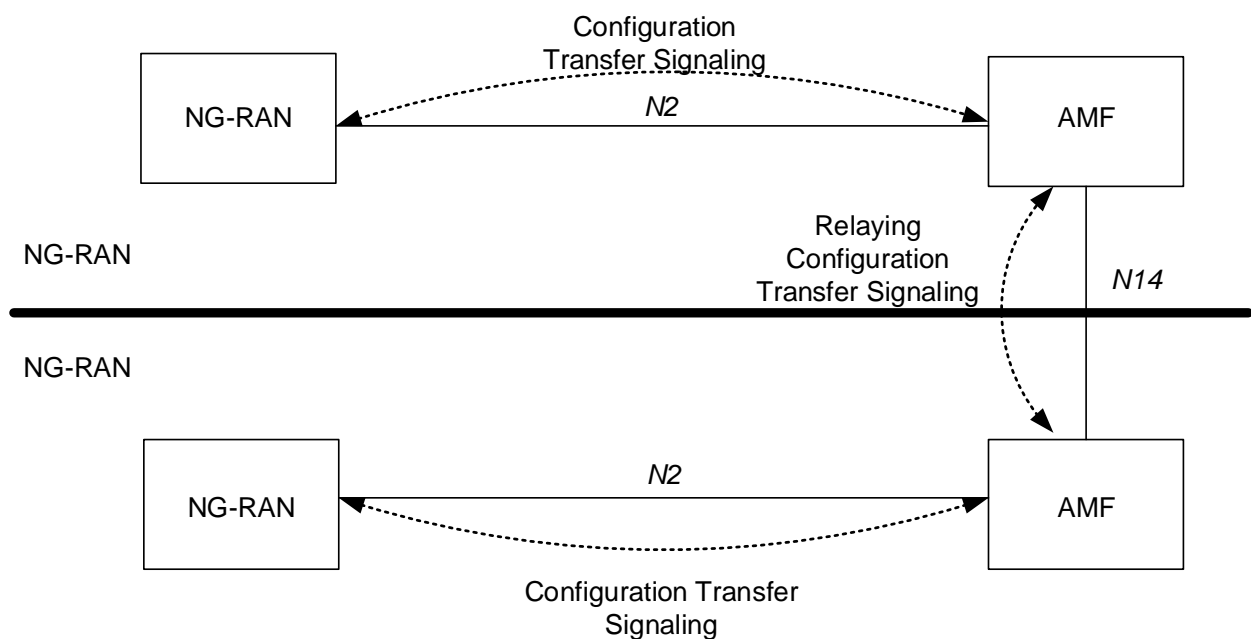 Configuration
Transfer Signaling
NG-RAN
N2
AMF
Relaying
Configuration
Transfer Signaling
NG-RAN
N14
NG-RAN
NG-RAN
N2
AMF
Configuration Transfer
Signaling